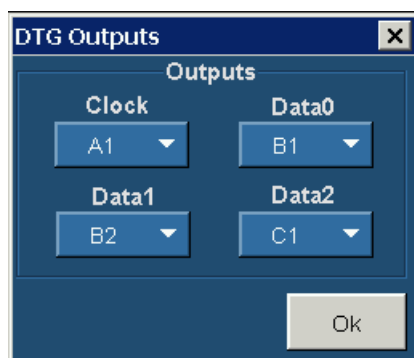 DTG Outputs
Outputs
Clock Data0
A1 B1
Data1 Data2
B2 C1
Ok